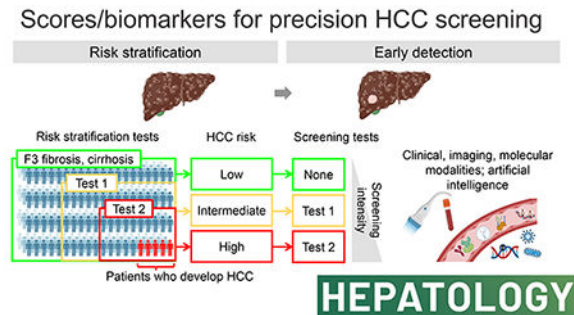 Scores/biomarkers for precision HCC screening
Risk stratification
Early detection
Risk stratification tests
HCC risk
Screening tests
F3 fibrosis, cirrhosis
Test 1
Test 2
Low
None
Intermediate
Test 1
High
Test 2
Screening
intensity
Patients who develop HCC
Clinical, imaging, molecular
modalities; artificial
intelligence
HEPATOLOGY